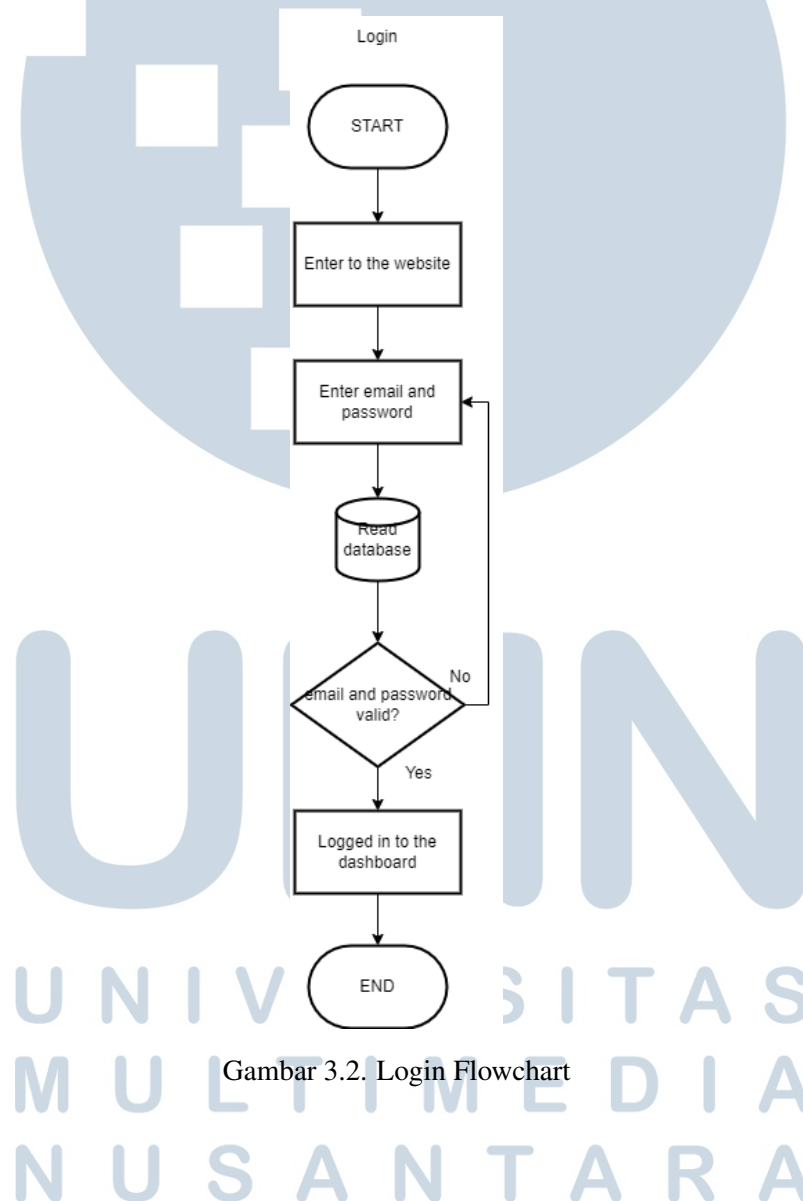 Login
START
Enter to the website
Enter email and
password
Read
database
email and password
valid?
No
Yes
Logged in to the
dashboard
END
Gambar 3.2. Login Flowchart
UNIVERSITAS
MULTIMEDIA
NUSANTARA